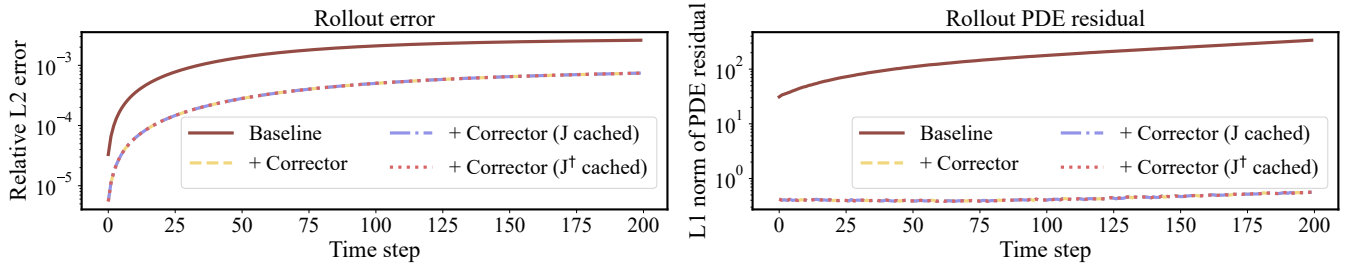 Rollout error
Relative L2 error
10⁻³
10⁻⁴
10⁻⁵
Baseline
+ Corrector
+ Corrector (J cached)
+ Corrector (J† cached)
0 25 50 75 100 125 150 175 200
Time step
Rollout PDE residual
L1 norm of PDE residual
10²
10¹
10⁰
Baseline
+ Corrector
+ Corrector (J cached)
+ Corrector (J† cached)
0 25 50 75 100 125 150 175 200
Time step